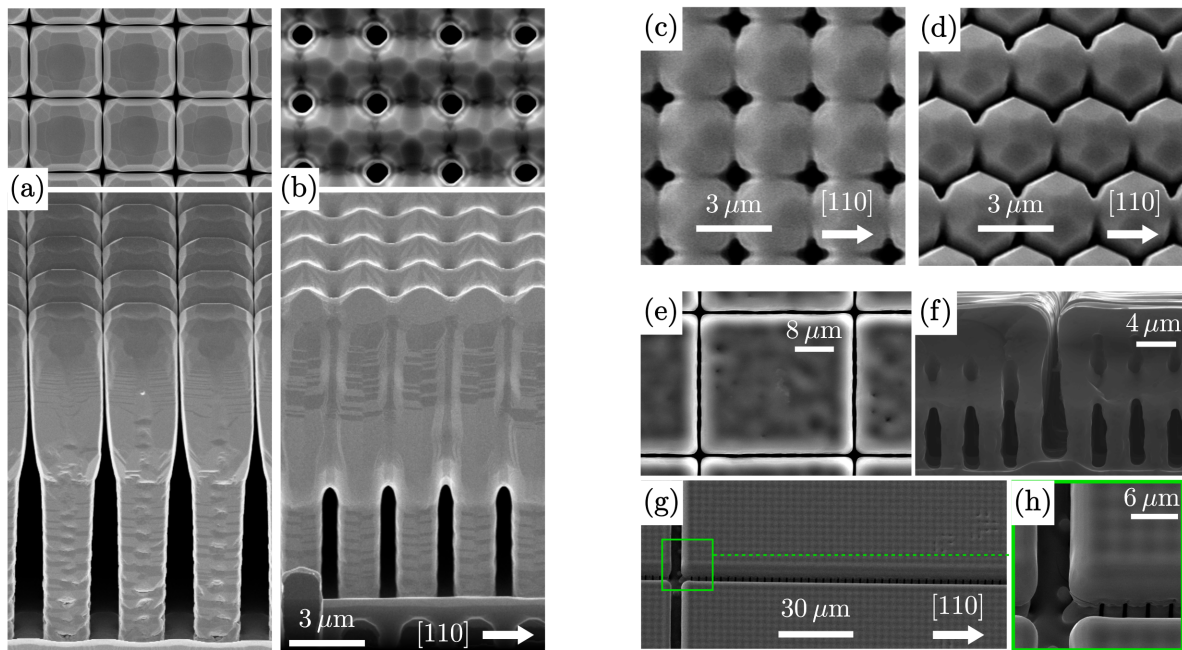 (a)
(b)
3 µm
[110]
(c)
3 µm
[110]
(d)
3 µm
[110]
(e)
8 µm
(f)
4 µm
(g)
30 µm
[110]
(h)
6 µm